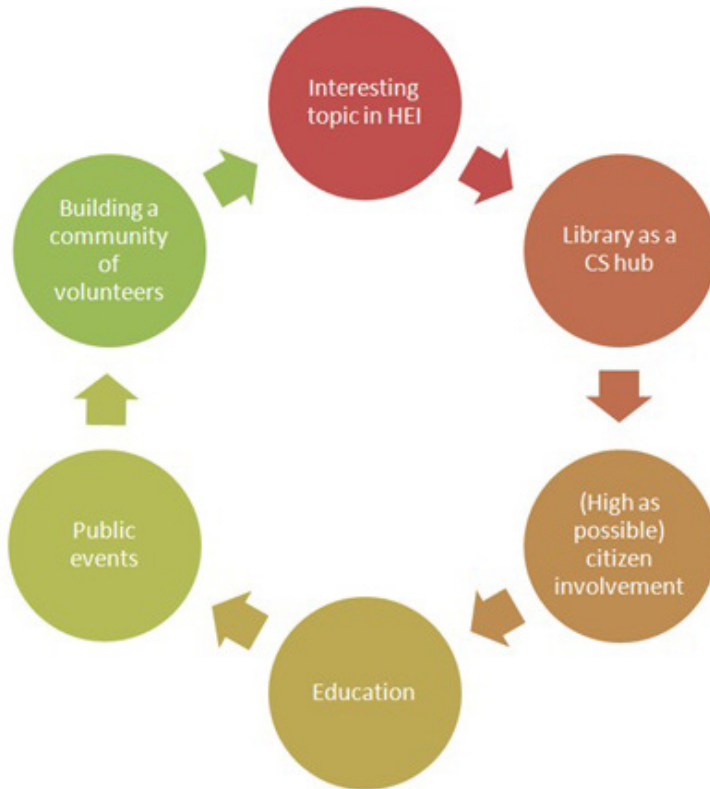 Interesting
topic in HEI
Library as a
CS hub
(High as
possible)
citizen
involvement
Education
Public
events
Building a
community
of
volunteers